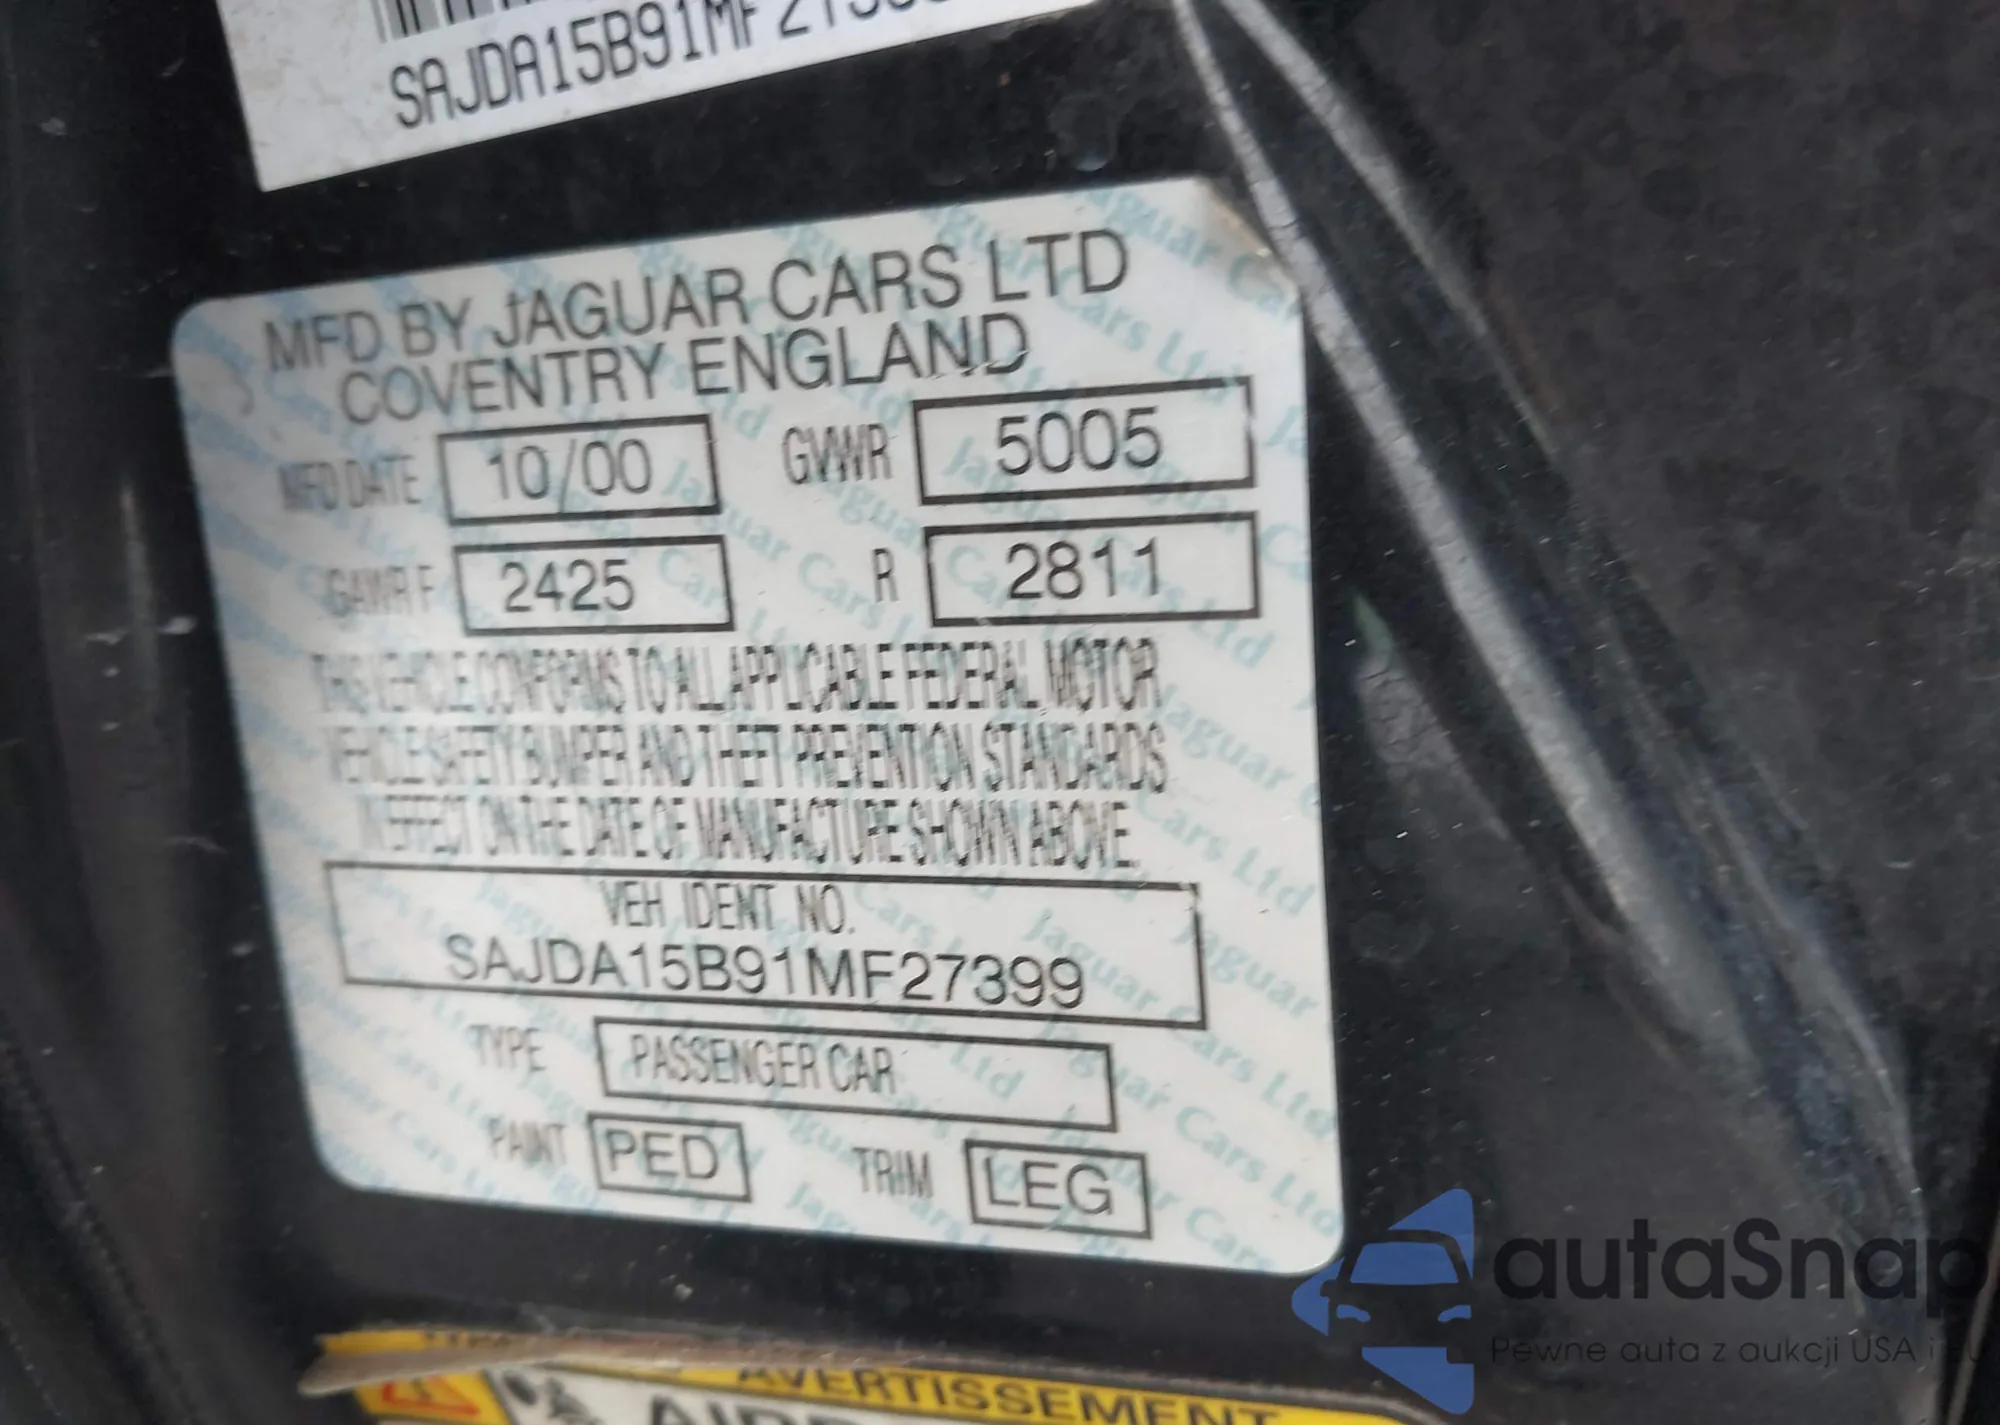 SAJDA15B91MF
MFD BY JAGUAR CARS LTD
COVENTRY ENGLAND
MFD DATE 10/00 GVWR 5005
GAWR F 2425 R 2811
THIS VEHICLE CONFORMS TO ALL APPLICABLE FEDERAL MOTOR
VEHICLE SAFETY BUMPER AND THEFT PREVENTION STANDARDS
IN EFFECT ON THE DATE OF MANUFACTURE SHOWN ABOVE.
VEH IDENT NO.
SAJDA15B91MF27399
TYPE PASSENGER CAR
PAINT PED TRIM LEG
autaSnap
Pewne auta z aukcji USA i EU
AVERTISSEMENT